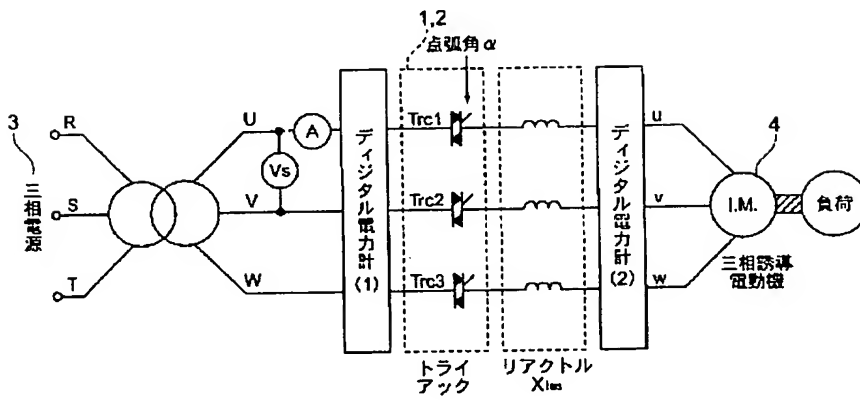 1,2
点弧角α
3
三相電源
R
S
T
U
V
W
A
Vs
ディジタル電力計
(1)
Trc1
Trc2
Trc3
トライ
アック
リアクトル
ディジタル電力計
(2)
u
v
w
4
I.M.
三相誘導
電動機
負荷